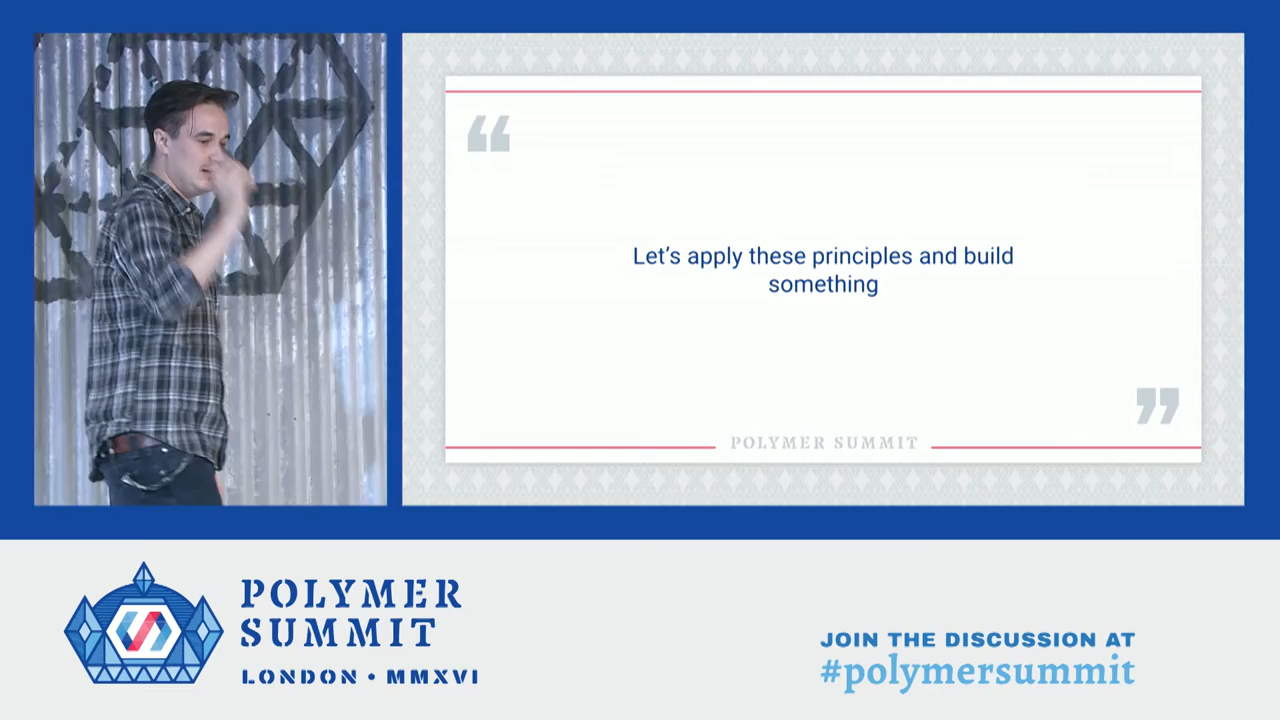 “
Let’s apply these principles and build
something
”
POLYMER SUMMIT
POLYMER
SUMMIT
LONDON • MMXVI
JOIN THE DISCUSSION AT
#polymersummit